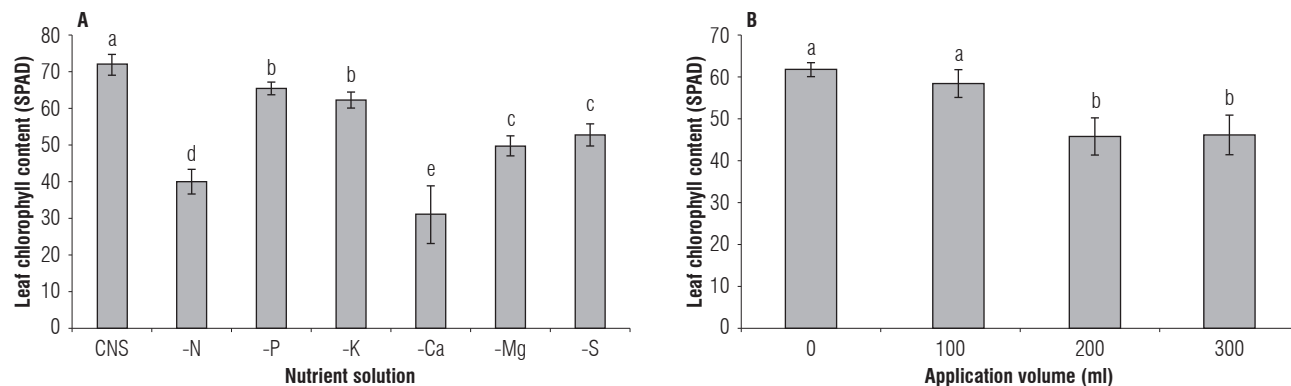 A
Leaf chlorophyll content (SPAD)
80
70
60
50
40
30
20
10
0
a
d
b
b
e
c
c
CNS -N -P -K -Ca -Mg -S
Nutrient solution
B
Leaf chlorophyll content (SPAD)
70
60
50
40
30
20
10
0
a
a
b
b
0 100 200 300
Application volume (ml)